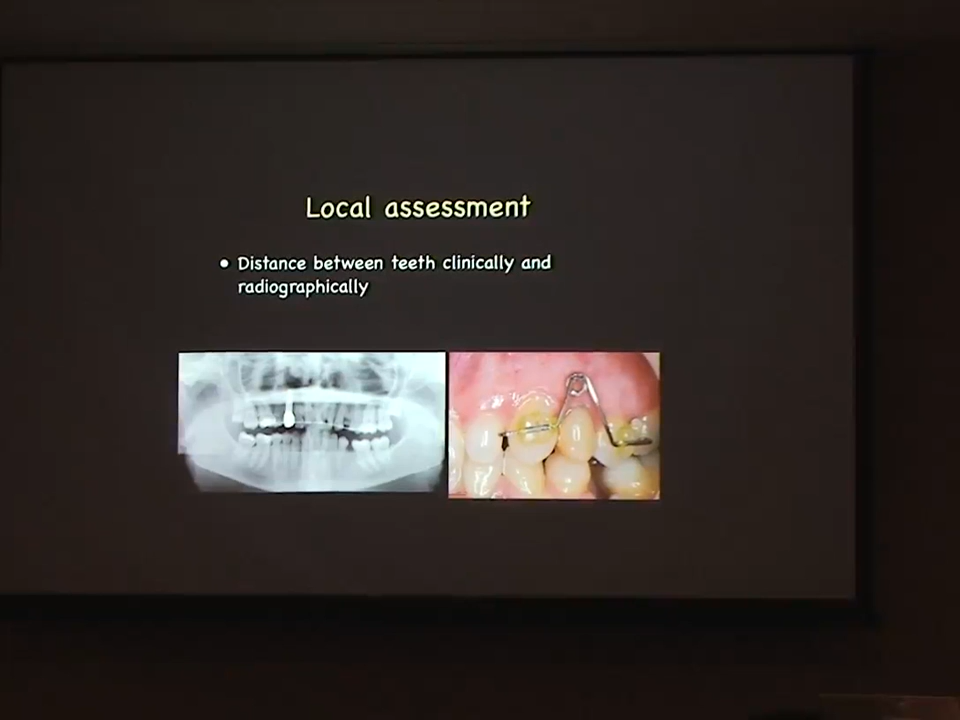 Local assessment
• Distance between teeth clinically and
radiographically